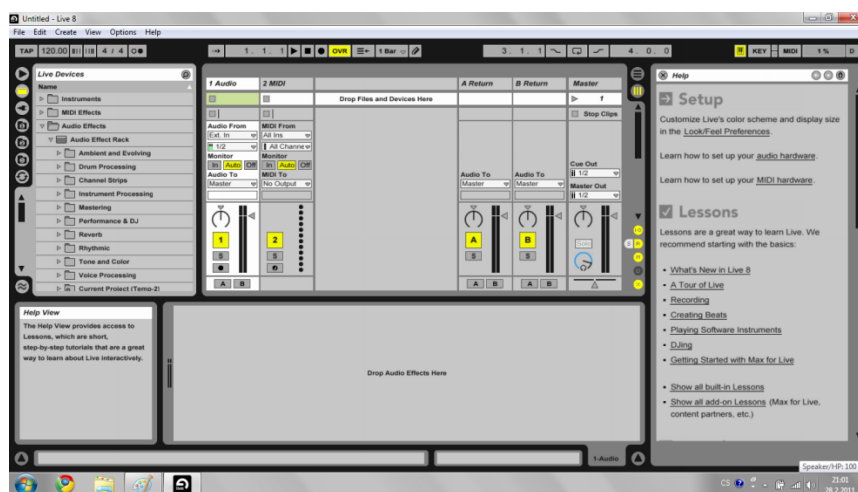 Untitled - Live 8
File Edit Create View Options Help
TAP 120.00 4 / 4 1. 1. 1 OVR 1 Bar 3. 1. 1 4. 0. 0 KEY MIDI 1 % D
Live Devices
Name
Instruments
MIDI Effects
Audio Effects
Audio Effect Rack
Ambient and Evolving
Drum Processing
Channel Strips
Instrument Processing
Mastering
Performance & DJ
Reverb
Rhythmic
Tone and Color
Voice Processing
Current Project (Temp-2)
1 Audio 2 MIDI A Return B Return Master
Drop Files and Devices Here 1
Stop Clips
Audio From MIDI From
Ext. In All Ins
1/2 All Channe
Monitor Monitor
In Auto Off In Auto Off Cue Out
Audio To MIDI To Audio To Audio To 1/2
Master No Output Master Master Master Out
1/2
1 2 A B Solo
S S S S
A B A B A B
Help
Setup
Customize Live's color scheme and display size
in the Look/Feel Preferences.
Learn how to set up your audio hardware.
Learn how to set up your MIDI hardware.
Lessons
Lessons are a great way to learn Live. We
recommend starting with the basics:
• What's New in Live 8
• A Tour of Live
• Recording
• Creating Beats
• Playing Software Instruments
• DJing
• Getting Started with Max for Live
• Show all built-in Lessons
• Show all add-on Lessons (Max for Live,
content partners, etc.)
Help View
The Help View provides access to
Lessons, which are short,
step-by-step tutorials that are a great
way to learn about Live interactively.
Drop Audio Effects Here
1-Audio
Speaker/HP: 100
CS 21:01
28.2.2011